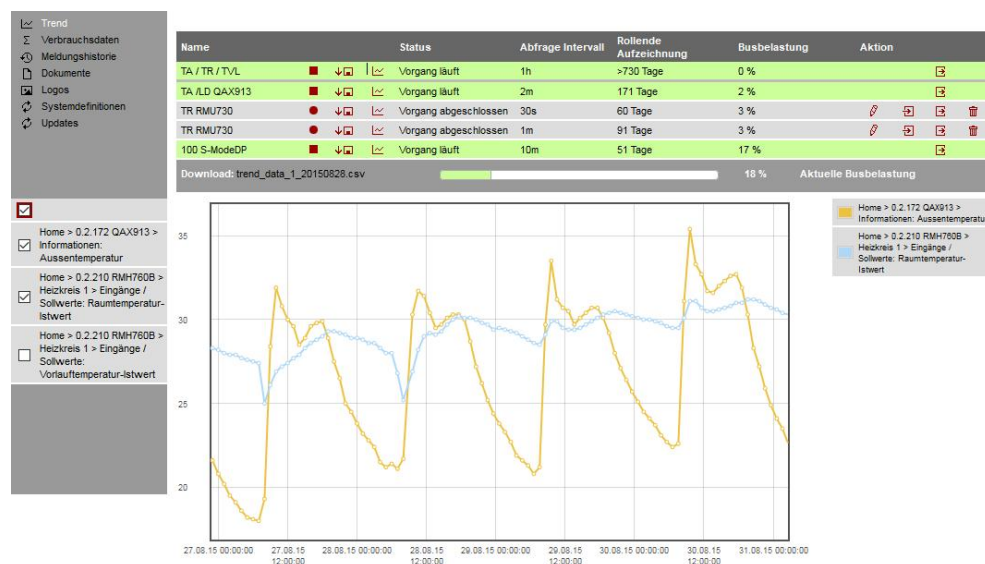 Trend
Verbrauchsdaten
Meldungshistorie
Dokumente
Logos
Systemdefinitionen
Updates
Name Status Abfrage Intervall Rollende Aufzeichnung Busbelastung Aktion
TA / TR / TVL Vorgang läuft 1h >730 Tage 0 %
TA /LD QAX913 Vorgang läuft 2m 171 Tage 2 %
TR RMU730 Vorgang abgeschlossen 30s 60 Tage 3 %
TR RMU730 Vorgang abgeschlossen 1m 91 Tage 3 %
100 S-ModeDP Vorgang läuft 10m 51 Tage 17 %
Download: trend_data_1_20150828.csv 18 % Aktuelle Busbelastung
Home > 0.2.172 QAX913 >
Informationen:
Aussentemperatur
Home > 0.2.210 RMH760B >
Heizkreis 1 > Eingänge /
Sollwerte: Raumtemperatur-
Istwert
Home > 0.2.210 RMH760B >
Heizkreis 1 > Eingänge /
Sollwerte:
Vorlauftemperatur-Istwert
35
30
25
20
27.08.15 00:00:00
27.08.15
12:00:00
28.08.15 00:00:00
28.08.15
12:00:00
29.08.15 00:00:00
29.08.15
12:00:00
30.08.15 00:00:00
30.08.15
12:00:00
31.08.15 00:00:00
Home > 0.2.172 QAX913 >
Informationen: Aussentemperatu
Home > 0.2.210 RMH760B >
Heizkreis 1 > Eingänge /
Sollwerte: Raumtemperatur-
Istwert